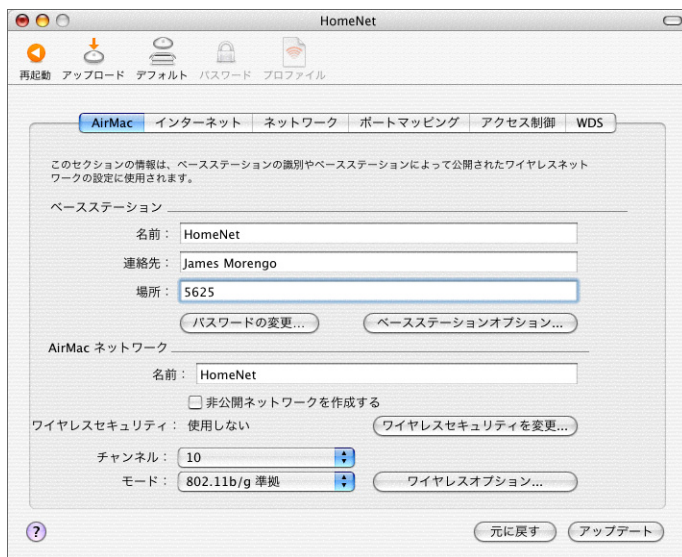 HomeNet
再起動 アップロード デフォルト パスワード プロファイル
AirMac インターネット ネットワーク ポートマッピング アクセス制御 WDS
このセクションの情報は、ベースステーションの識別やベースステーションによって公開されたワイヤレスネット
ワークの設定に使用されます。
ベースステーション
名前： HomeNet
連絡先： James Morengo
場所： 5625
パスワードの変更... ベースステーションオプション...
AirMac ネットワーク
名前： HomeNet
非公開ネットワークを作成する
ワイヤレスセキュリティ： 使用しない ワイヤレスセキュリティを変更...
チャンネル： 10
モード： 802.11b/g 準拠 ワイヤレスオプション...
? 元に戻す アップデート